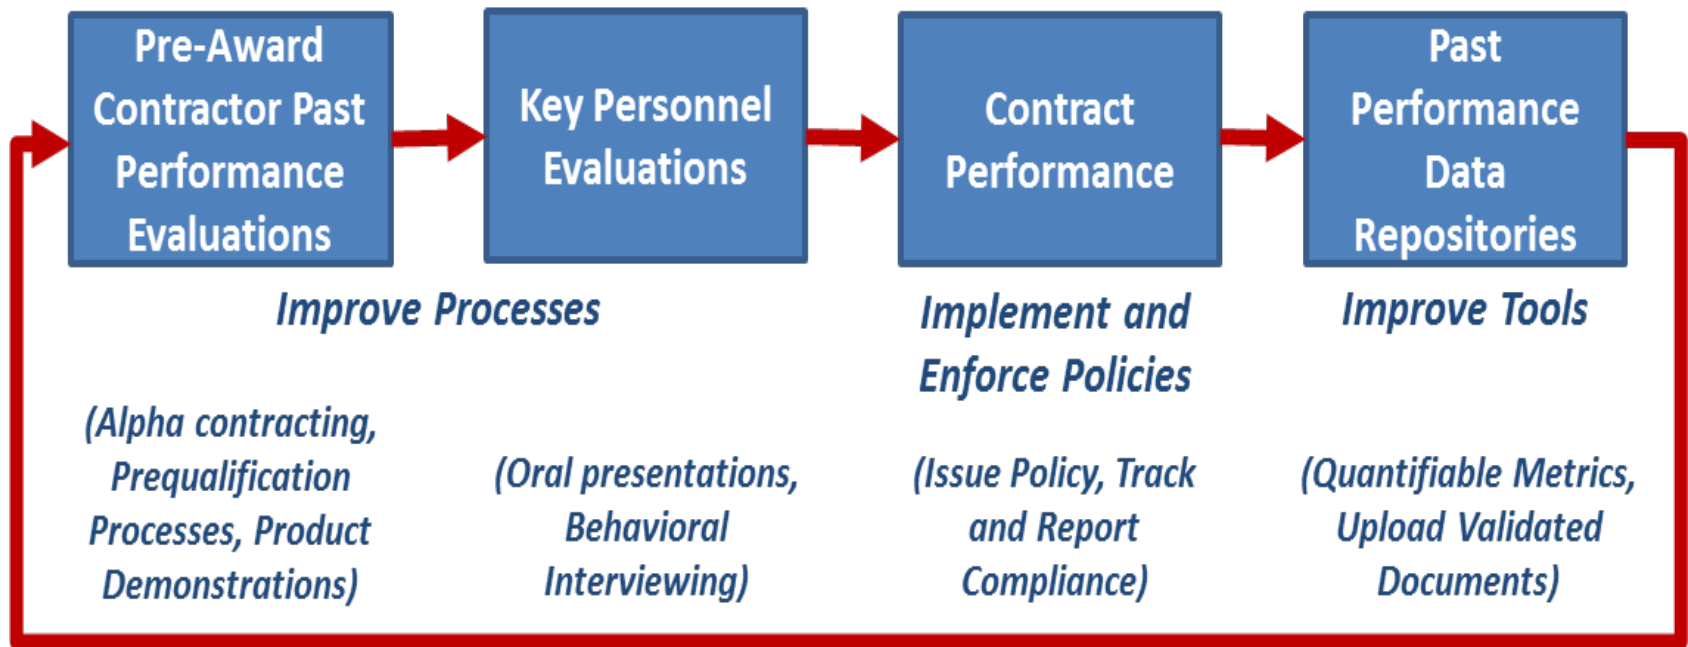 Pre-Award
Contractor Past
Performance
Evaluations
Key Personnel
Evaluations
Contract
Performance
Past
Performance
Data
Repositories
Improve Processes
Implement and
Enforce Policies
Improve Tools
(Alpha contracting,
Prequalification
Processes, Product
Demonstrations)
(Oral presentations,
Behavioral
Interviewing)
(Issue Policy, Track
and Report
Compliance)
(Quantifiable Metrics,
Upload Validated
Documents)